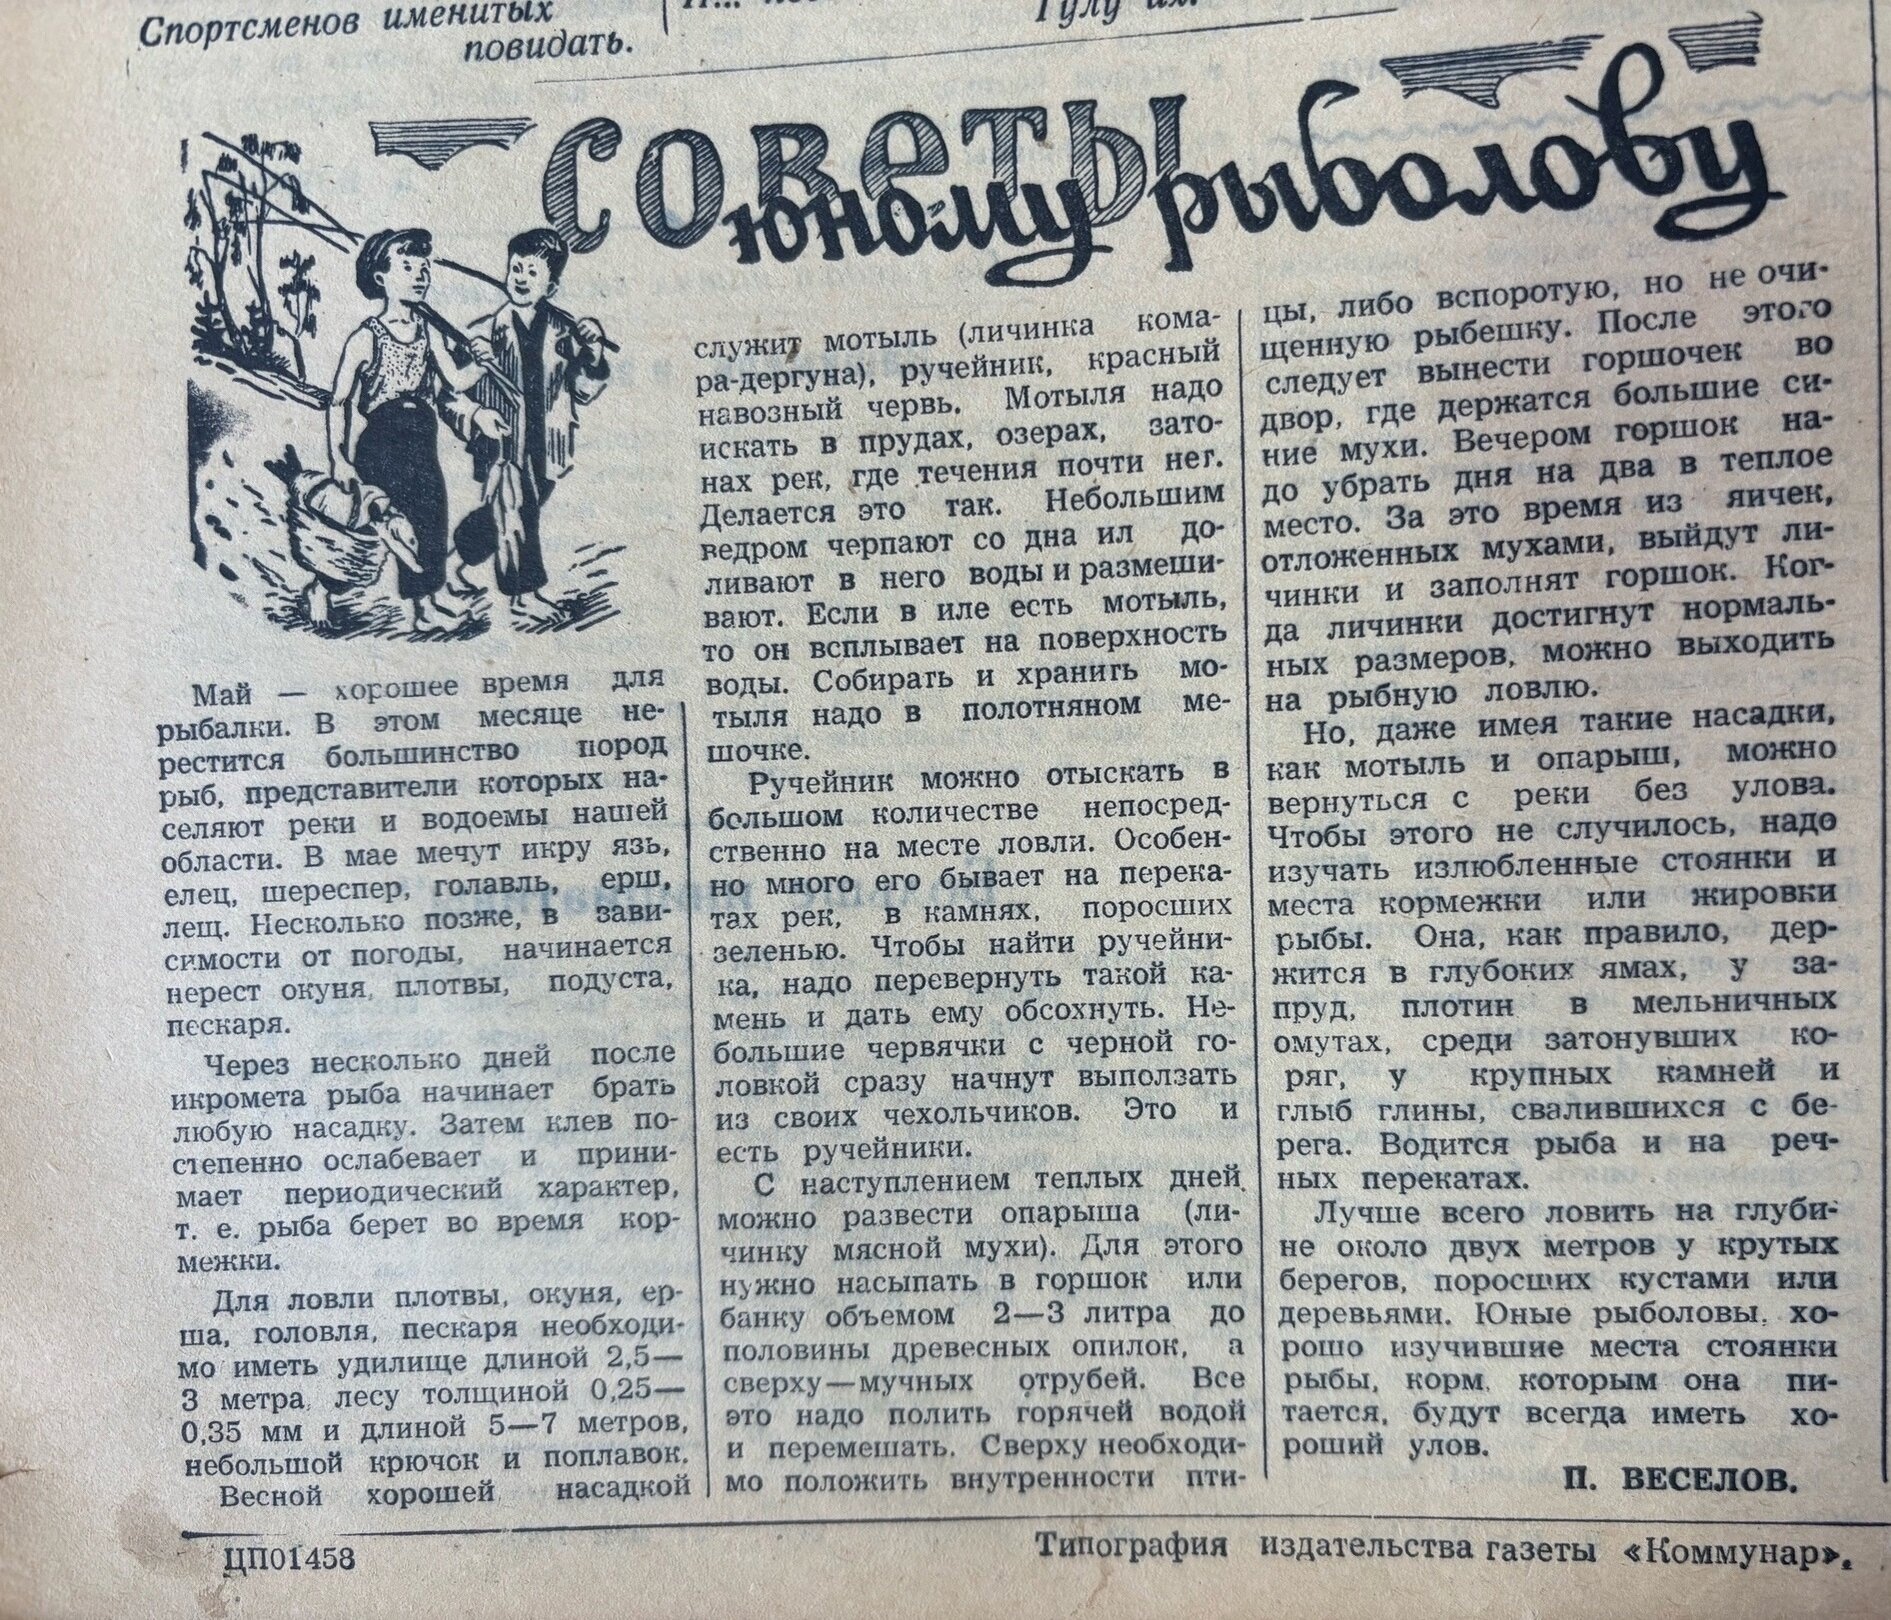 Спортсменов именитых
повидать.
Гулу
советы
юному рыболову
Май — хорошее время для
рыбалки. В этом месяце не-
рестится большинство пород
рыб, представители которых на-
селяют реки и водоемы нашей
области. В мае мечут икру язь,
елец, шереспер, голавль, ерш,
лещ. Несколько позже, в зави-
симости от погоды, начинается
нерест окуня, плотвы, подуста,
пескаря.
Через несколько дней после
икромета рыба начинает брать
любую насадку. Затем клев по-
степенно ослабевает и прини-
мает периодический характер,
т. е. рыба берет во время кор-
межки.
Для ловли плотвы, окуня, ер-
ша, головля, пескаря необходи-
мо иметь удилище длиной 2,5—
3 метра, лесу толщиной 0,25—
0,35 мм и длиной 5—7 метров,
небольшой крючок и поплавок.
Весной хорошей насадкой
служит мотыль (личинка кома-
ра-дергуна), ручейник, красный
навозный червь. Мотыля надо
искать в прудах, озерах, зато-
нах рек, где течения почти нет.
Делается это так. Небольшим
ведром черпают со дна ил до-
ливают в него воды и размеши-
вают. Если в иле есть мотыль,
то он всплывает на поверхность
воды. Собирать и хранить мо-
тыля надо в полотняном ме-
шочке.
Ручейник можно отыскать в
большом количестве непосред-
ственно на месте ловли. Особен-
но много его бывает на перека-
тах рек, в камнях, поросших
зеленью. Чтобы найти ручейни-
ка, надо перевернуть такой ка-
мень и дать ему обсохнуть. Не-
большие червячки с черной го-
ловкой сразу начнут выползать
из своих чехольчиков. Это и
есть ручейники.
С наступлением теплых дней
можно развести опарыша (ли-
чинку мясной мухи). Для этого
нужно насыпать в горшок или
банку объемом 2—3 литра до
половины древесных опилок, а
сверху—мучных отрубей. Все
это надо полить горячей водой
и перемешать. Сверху необходи-
мо положить внутренности пти-
цы, либо вспоротую, но не очи-
щенную рыбешку. После этого
следует вынести горшочек во
двор, где держатся большие си-
ние мухи. Вечером горшок на-
до убрать дня на два в теплое
место. За это время из яичек,
отложенных мухами, выйдут ли-
чинки и заполнят горшок. Ког-
да личинки достигнут нормаль-
ных размеров, можно выходить
на рыбную ловлю.
Но, даже имея такие насадки,
как мотыль и опарыш, можно
вернуться с реки без улова.
Чтобы этого не случилось, надо
изучать излюбленные стоянки и
места кормежки или жировки
рыбы. Она, как правило, дер-
жится в глубоких ямах, у за-
пруд, плотин в мельничных
омутах, среди затонувших ко-
ряг, у крупных камней и
глыб глины, свалившихся с бе-
рега. Водится рыба и на реч-
ных перекатах.
Лучше всего ловить на глуби-
не около двух метров у крутых
берегов, поросших кустами или
деревьями. Юные рыболовы, хо-
рошо изучившие места стоянки
рыбы, корм, которым она пи-
тается, будут всегда иметь хо-
роший улов.
П. ВЕСЕЛОВ.
ЦП01458
Типография издательства газеты «Коммунар».